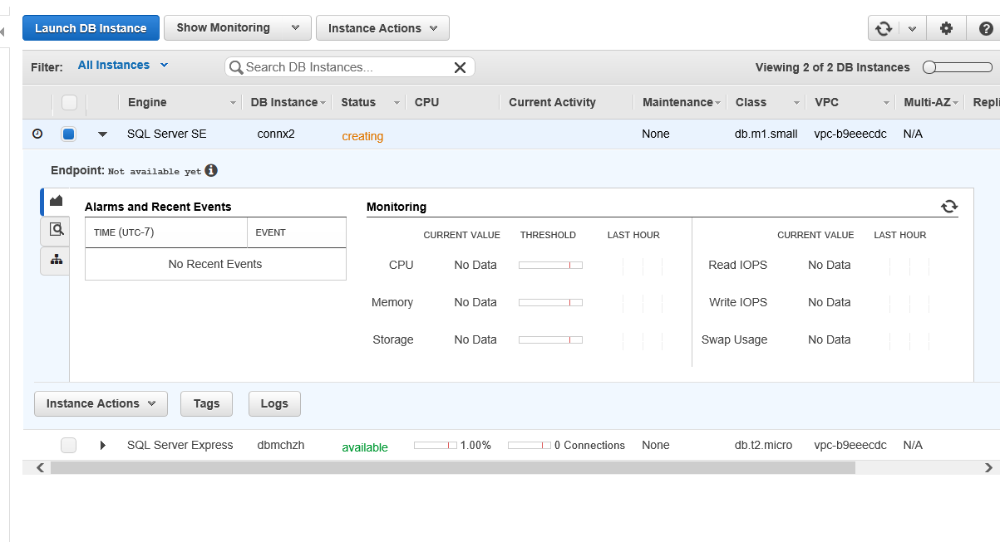 Launch DB Instance Show Monitoring Instance Actions ?
Filter: All Instances Search DB Instances... Viewing 2 of 2 DB Instances
Engine DB Instance Status CPU Current Activity Maintenance Class VPC Multi-AZ Repli
SQL Server SE connx2 creating None db.m1.small vpc-b9eeecdc N/A
Endpoint: Not available yet i
Alarms and Recent Events Monitoring
TIME (UTC-7) EVENT CURRENT VALUE THRESHOLD LAST HOUR CURRENT VALUE LAST HOUR
No Recent Events CPU No Data Read IOPS No Data
Memory No Data Write IOPS No Data
Storage No Data Swap Usage No Data
Instance Actions Tags Logs
SQL Server Express dbmchzh available 1.00% 0 Connections None db.t2.micro vpc-b9eeecdc N/A